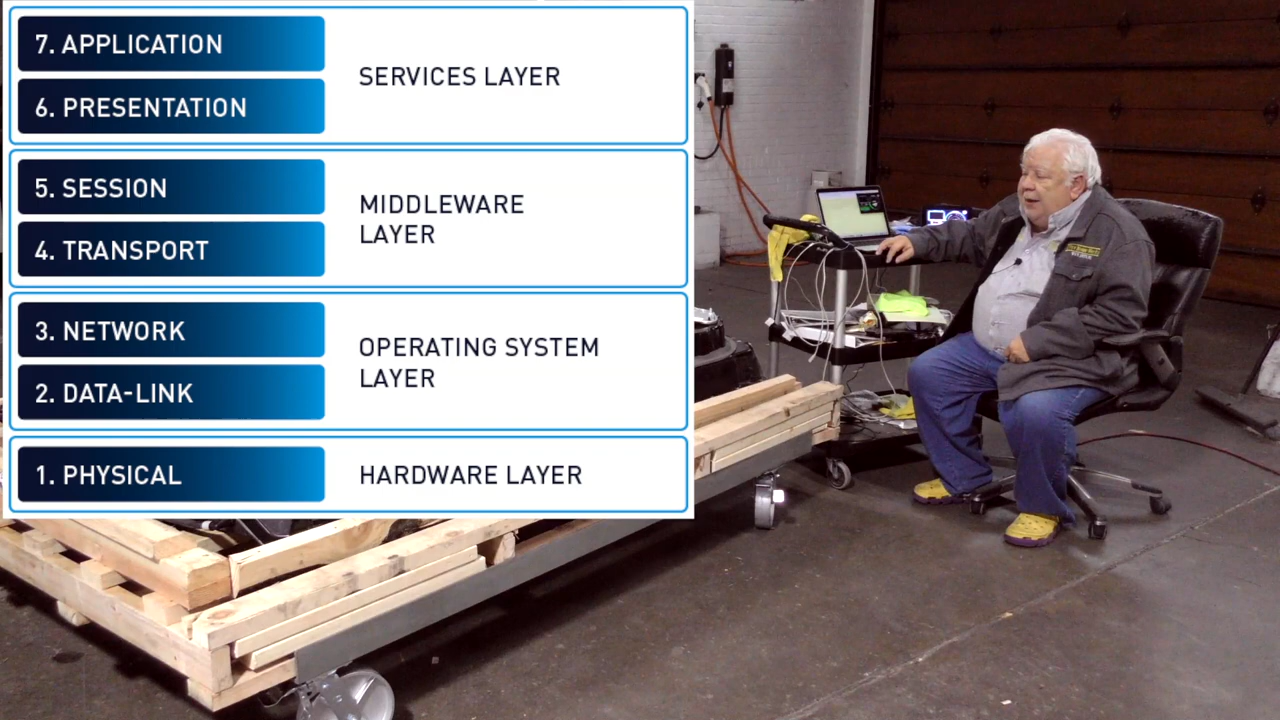 7. APPLICATION
6. PRESENTATION
SERVICES LAYER
5. SESSION
4. TRANSPORT
MIDDLEWARE
LAYER
3. NETWORK
2. DATA-LINK
OPERATING SYSTEM
LAYER
1. PHYSICAL
HARDWARE LAYER